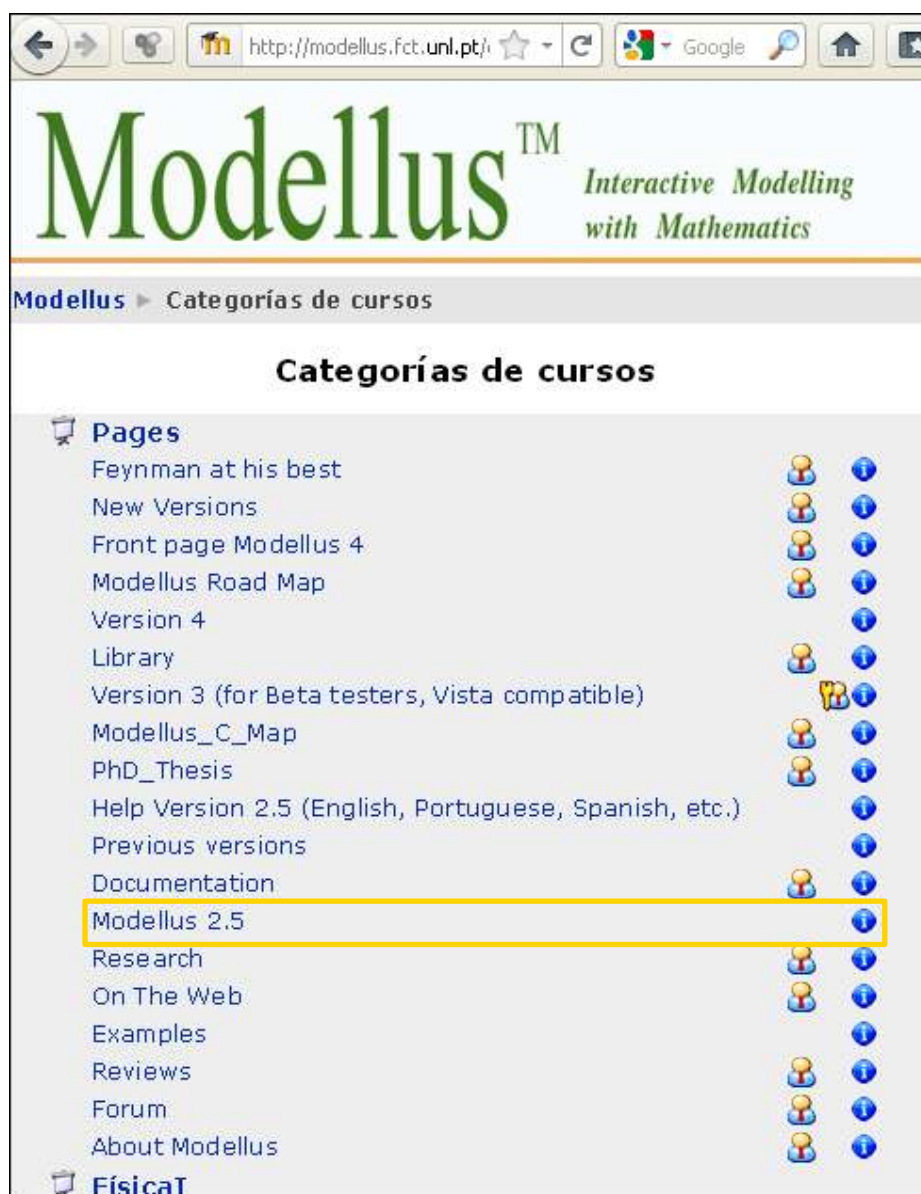 http://modellus.fct.unl.pt/
Google
Modellus™
Interactive Modelling
with Mathematics
Modellus ► Categorías de cursos
Categorías de cursos
Pages
Feynman at his best
New Versions
Front page Modellus 4
Modellus Road Map
Version 4
Library
Version 3 (for Beta testers, Vista compatible)
Modellus_C_Map
PhD_Thesis
Help Version 2.5 (English, Portuguese, Spanish, etc.)
Previous versions
Documentation
Modellus 2.5
Research
On The Web
Examples
Reviews
Forum
About Modellus
FísicaI